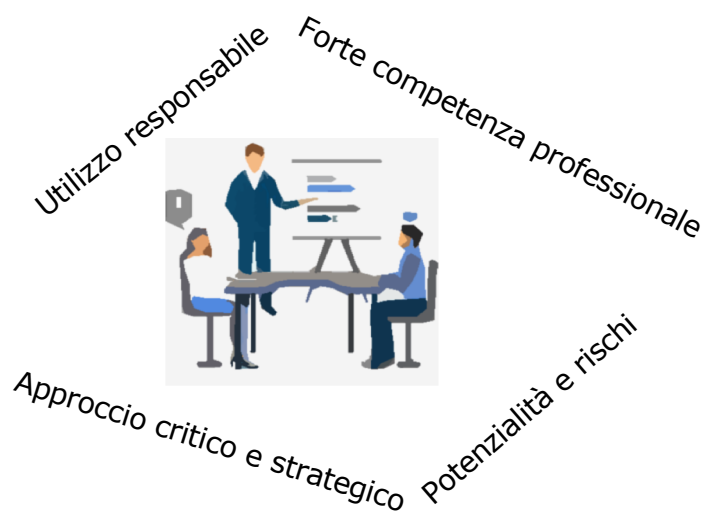 Utilizzo responsabile
Forte competenza professionale
Approccio critico e strategico
Potenzialità e rischi